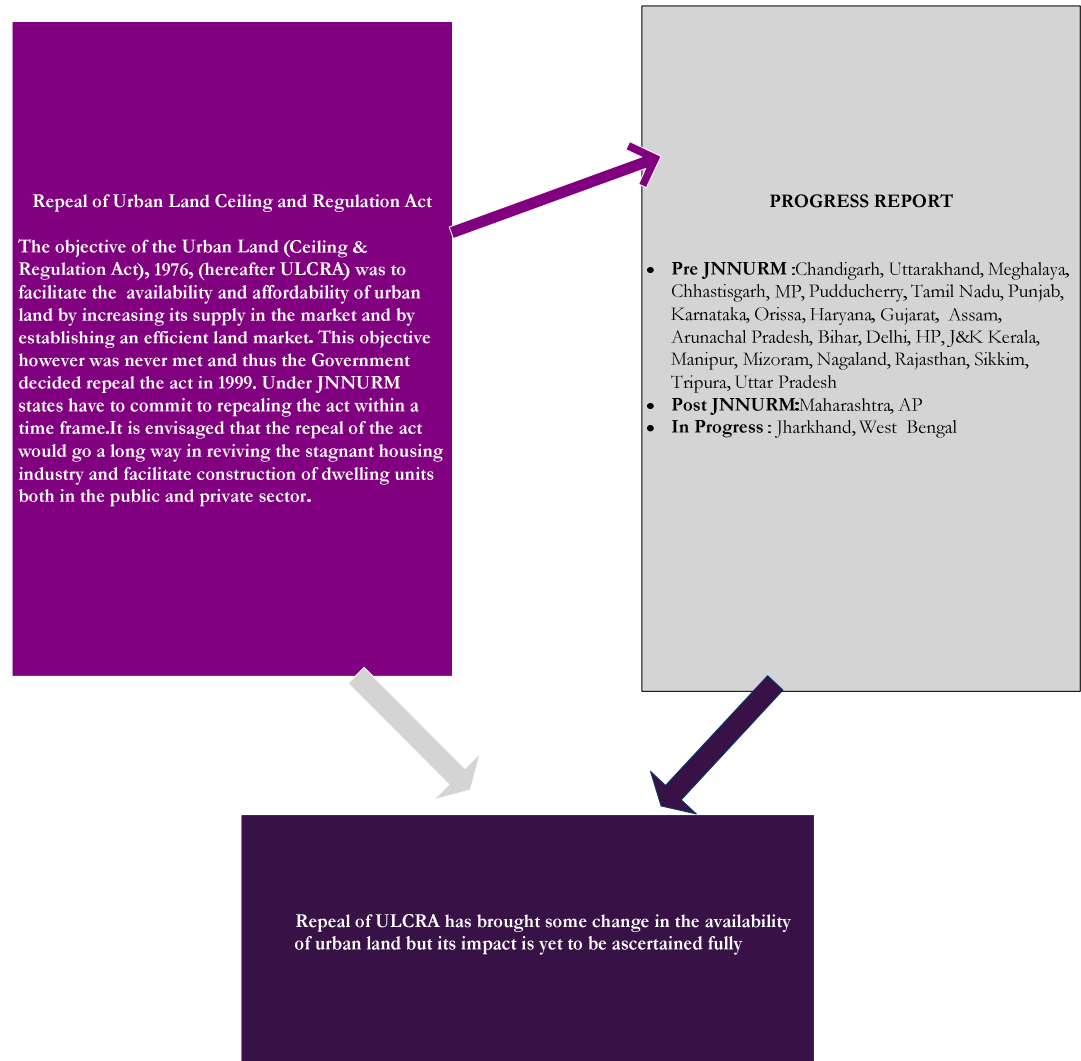 Repeal of Urban Land Ceiling and Regulation Act
The objective of the Urban Land (Ceiling &
Regulation Act), 1976, (hereafter ULCRA) was to
facilitate the availability and affordability of urban
land by increasing its supply in the market and by
establishing an efficient land market. This objective
however was never met and thus the Government
decided repeal the act in 1999. Under JNNURM
states have to commit to repealing the act within a
time frame.It is envisaged that the repeal of the act
would go a long way in reviving the stagnant housing
industry and facilitate construction of dwelling units
both in the public and private sector.
PROGRESS REPORT
• Pre JNNURM :Chandigarh, Uttarakhand, Meghalaya,
Chhastisgarh, MP, Pudducherry, Tamil Nadu, Punjab,
Karnataka, Orissa, Haryana, Gujarat, Assam,
Arunachal Pradesh, Bihar, Delhi, HP, J&K Kerala,
Manipur, Mizoram, Nagaland, Rajasthan, Sikkim,
Tripura, Uttar Pradesh
• Post JNNURM:Maharashtra, AP
• In Progress : Jharkhand, West Bengal
Repeal of ULCRA has brought some change in the availability
of urban land but its impact is yet to be ascertained fully